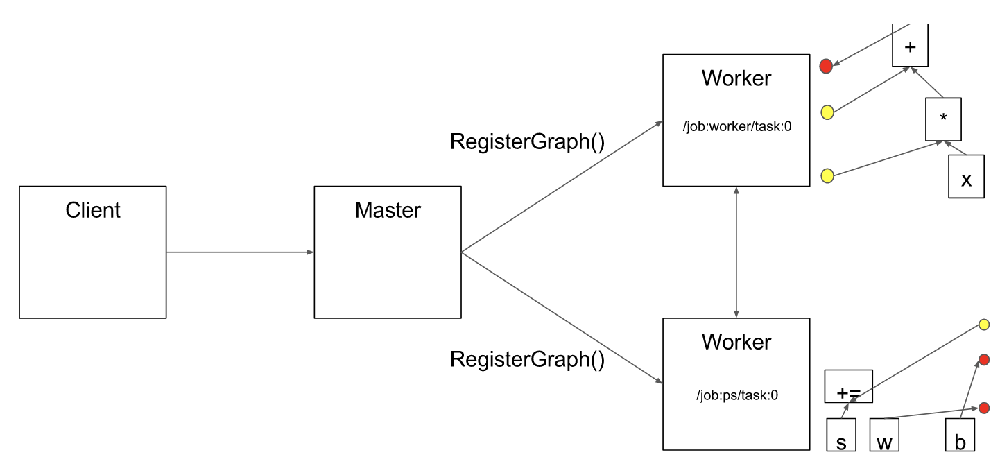 +
Worker
/job:worker/task:0
*
RegisterGraph()
x
Client
Master
Worker
RegisterGraph()
/job:ps/task:0
+=
s
w
b